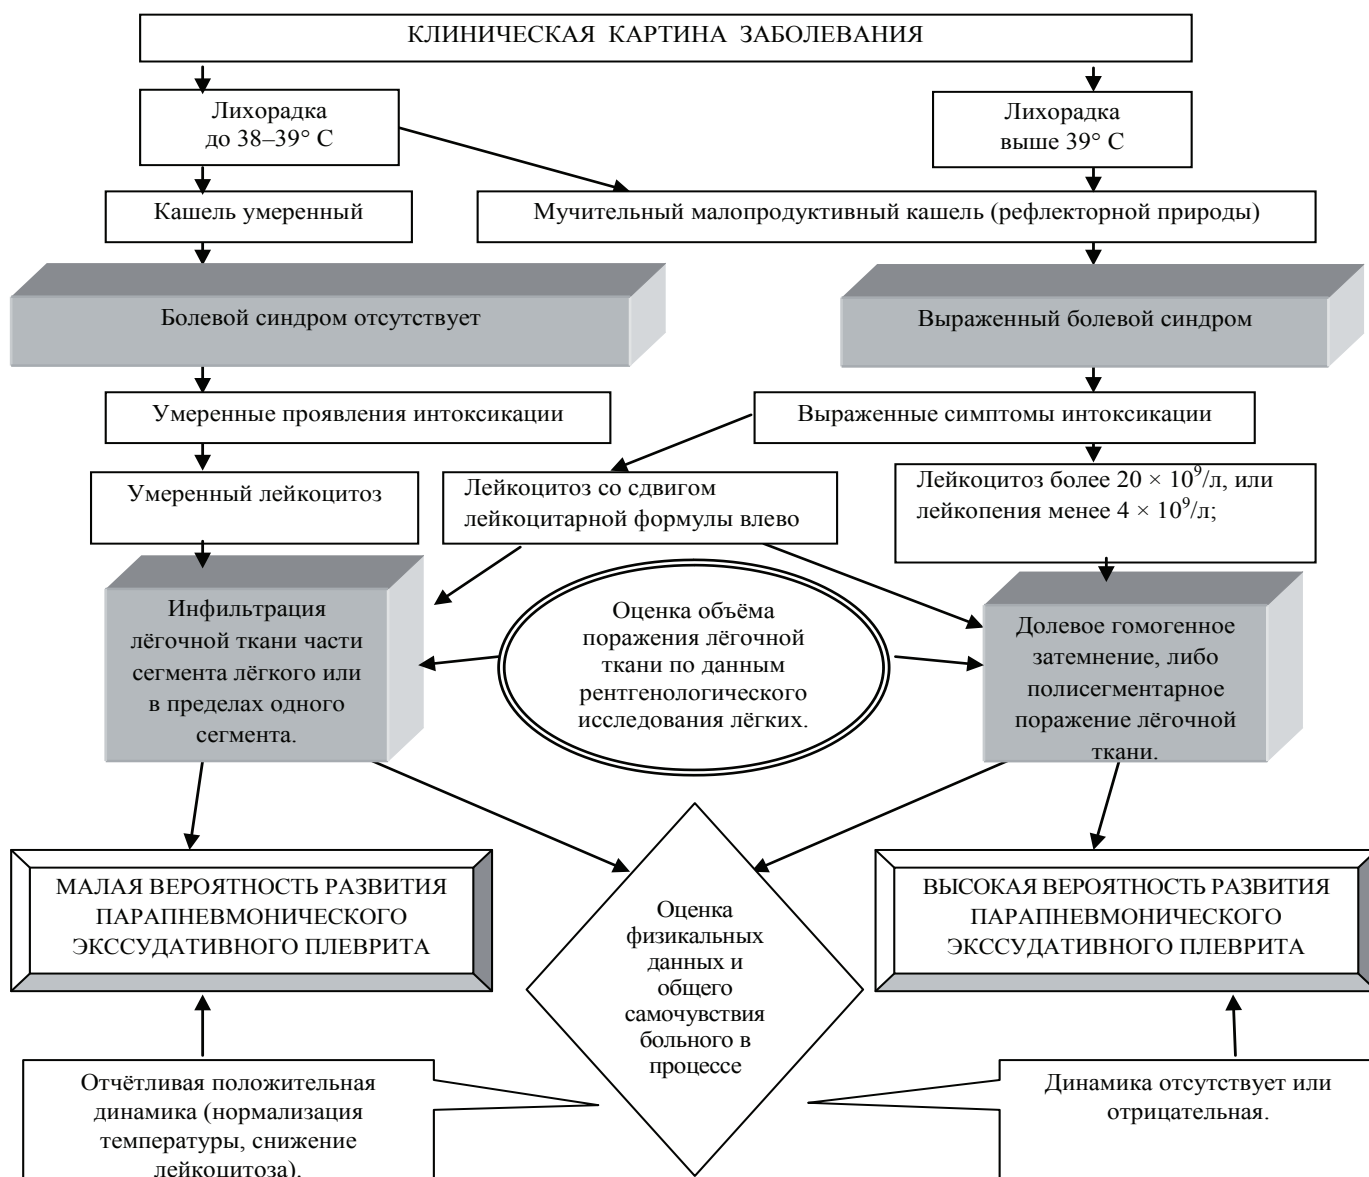 КЛИНИЧЕСКАЯ КАРТИНА ЗАБОЛЕВАНИЯ
Лихорадка
до 38–39° С
Лихорадка
выше 39° С
Кашель умеренный
Мучительный малопродуктивный кашель (рефлекторной природы)
Болевой синдром отсутствует
Выраженный болевой синдром
Умеренные проявления интоксикации
Выраженные симптомы интоксикации
Умеренный лейкоцитоз
Лейкоцитоз со сдвигом
лейкоцитарной формулы влево
Лейкоцитоз более 20 × 10⁹/л, или
лейкопения менее 4 × 10⁹/л;
Инфильтрация
лёгочной ткани части
сегмента лёгкого или
в пределах одного
сегмента.
Оценка объёма
поражения лёгочной
ткани по данным
рентгенологического
исследования лёгких.
Долевое гомогенное
затемнение, либо
полисегментарное
поражение лёгочной
ткани.
МАЛАЯ ВЕРОЯТНОСТЬ РАЗВИТИЯ
ПАРАПНЕВМОНИЧЕСКОГО
ЭКССУДАТИВНОГО ПЛЕВРИТА
Оценка
физикальных
данных и
общего
самочувствия
больного в
процессе
ВЫСОКАЯ ВЕРОЯТНОСТЬ РАЗВИТИЯ
ПАРАПНЕВМОНИЧЕСКОГО
ЭКССУДАТИВНОГО ПЛЕВРИТА
Отчётливая положительная
динамика (нормализация
температуры, снижение
лейкоцитоза).
Динамика отсутствует или
отрицательная.